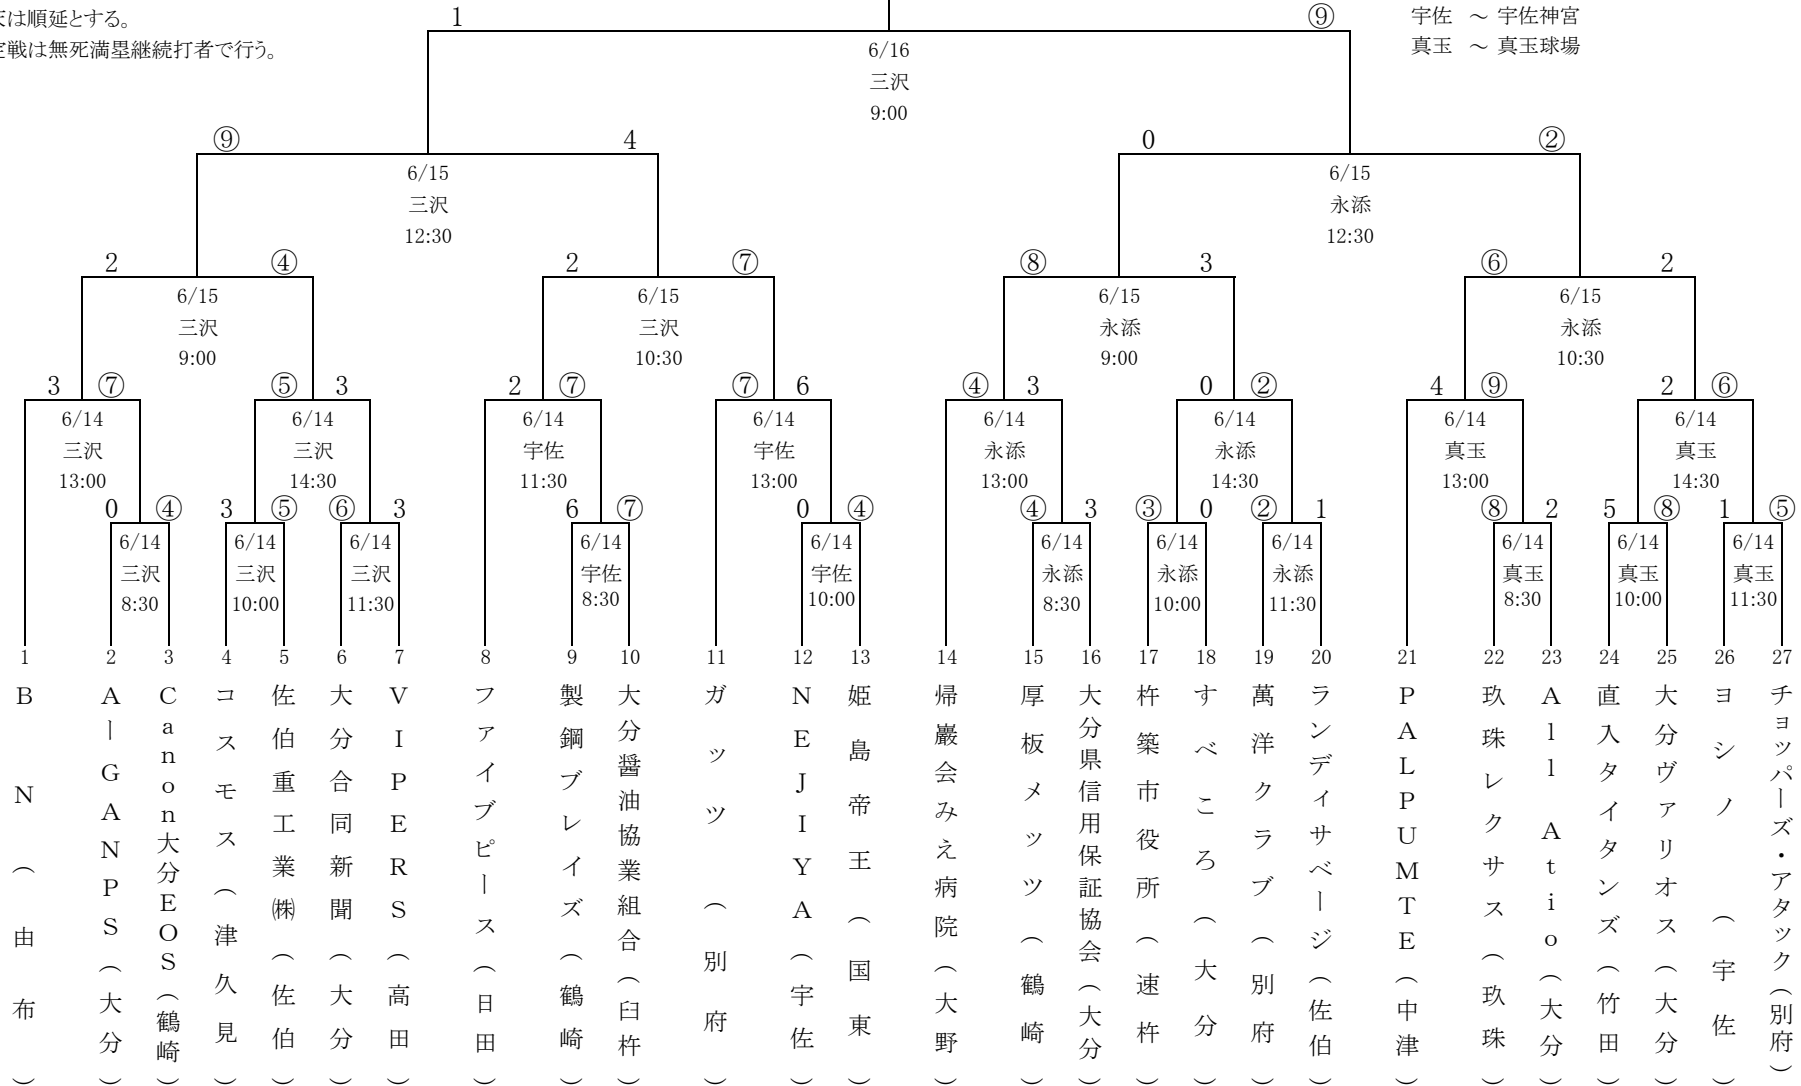 天は順延とする。
定戦は無死満塁継続打者で行う。
宇佐 ～ 宇佐神宮
真玉 ～ 真玉球場
1 ⑨
6/16
三沢
9:00
⑨ 4 0 ②
6/15 6/15
三沢 永添
12:30 12:30
2 ④ 2 ⑦ ⑧ 3 ⑥ 2
6/15 6/15 6/15 6/15
三沢 三沢 永添 永添
9:00 10:30 9:00 10:30
3 ⑦ ⑤ 3 2 ⑦ ⑦ 6 ④ 3 0 ② 4 ⑨ 2 ⑥
6/14 6/14 6/14 6/14 6/14 6/14 6/14 6/14
三沢 三沢 宇佐 宇佐 永添 永添 真玉 真玉
13:00 14:30 11:30 13:00 13:00 14:30 13:00 14:30
0 ④ 3 ⑤ ⑥ 3 6 ⑦ 0 ④ ④ 3 ③ 0 ② 1 ⑧ 2 5 ⑧ 1 ⑤
6/14 6/14 6/14 6/14 6/14 6/14 6/14 6/14 6/14 6/14 6/14
三沢 三沢 三沢 宇佐 宇佐 永添 永添 永添 真玉 真玉 真玉
8:30 10:00 11:30 8:30 10:00 8:30 10:00 11:30 8:30 10:00 11:30
1 2 3 4 5 6 7 8 9 10 11 12 13 14 15 16 17 18 19 20 21 22 23 24 25 26 27
BN（由布）
A－GANPS（大分）
Canon大分EOS（鶴崎）
コスモス（津久見）
佐伯重工業㈱（佐伯）
大分合同新聞（大分）
VIPERS（高田）
ファイブピース（日田）
製鋼ブレイズ（鶴崎）
大分醤油協業組合（臼杵）
ガッツ（別府）
NEJIYA（宇佐）
姫島帝王（国東）
帰巖会みえ病院（大野）
厚板メッツ（鶴崎）
大分県信用保証協会（大分）
杵築市役所（速杵）
すべころ（大分）
萬洋クラブ（別府）
ランディサベージ（佐伯）
PALPUMTE（中津）
玖珠レクサス（玖珠）
All Atio（大分）
直入タイタンズ（竹田）
大分ヴァリオス（大分）
ヨシノ（宇佐）
チョッパーズ・アタック（別府）